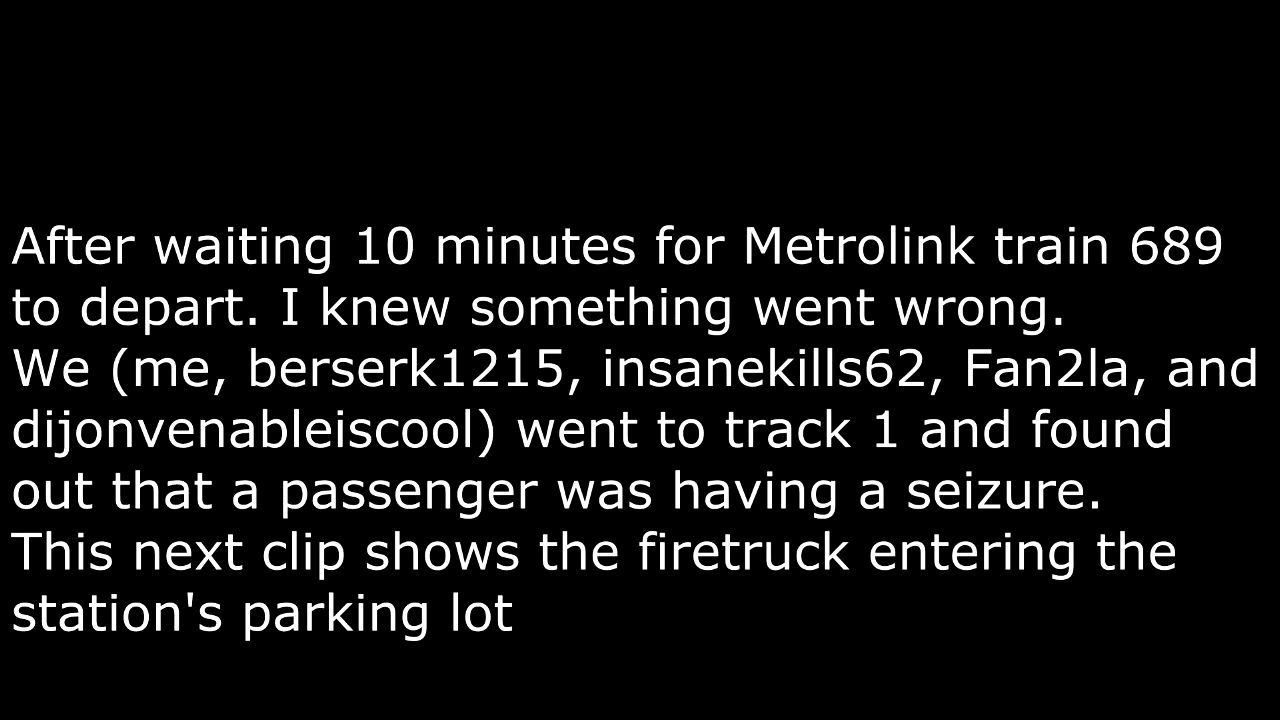 After waiting 10 minutes for Metrolink train 689
to depart. I knew something went wrong.
We (me, berserk1215, insanekills62, Fan2la, and
dijonvenableiscool) went to track 1 and found
out that a passenger was having a seizure.
This next clip shows the firetruck entering the
station's parking lot